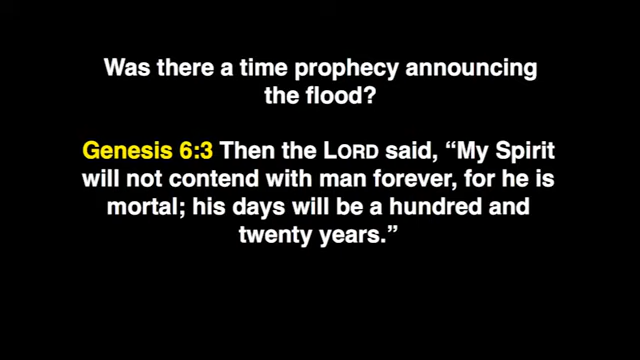 Was there a time prophecy announcing
the flood?
Genesis 6:3 Then the LORD said, “My Spirit
will not contend with man forever, for he is
mortal; his days will be a hundred and
twenty years.”